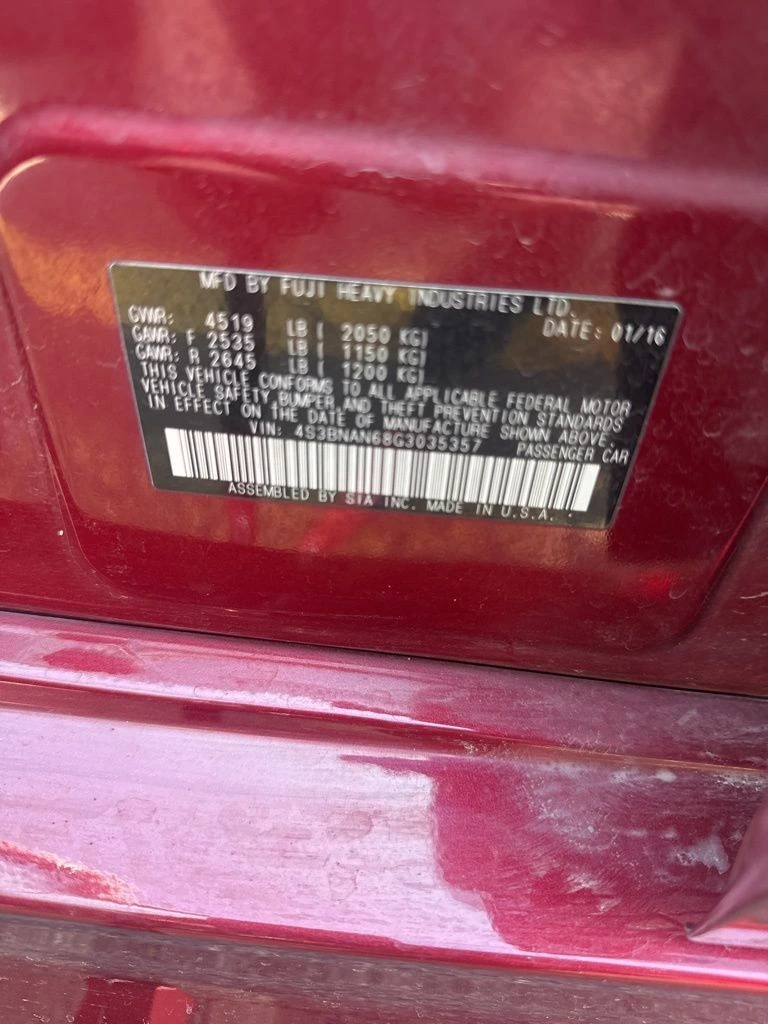 MFD BY FUJI HEAVY INDUSTRIES LTD.
GVWR: 4519 LB ( 2050 KG) DATE: 01/16
GAWR: F 2535 LB ( 1150 KG)
GAWR: R 2645 LB ( 1200 KG)
THIS VEHICLE CONFORMS TO ALL APPLICABLE FEDERAL MOTOR
VEHICLE SAFETY, BUMPER, AND THEFT PREVENTION STANDARDS
IN EFFECT ON THE DATE OF MANUFACTURE SHOWN ABOVE.
VIN: 4S3BNAN68G3035357 PASSENGER CAR
ASSEMBLED BY SIA INC. MADE IN U.S.A.